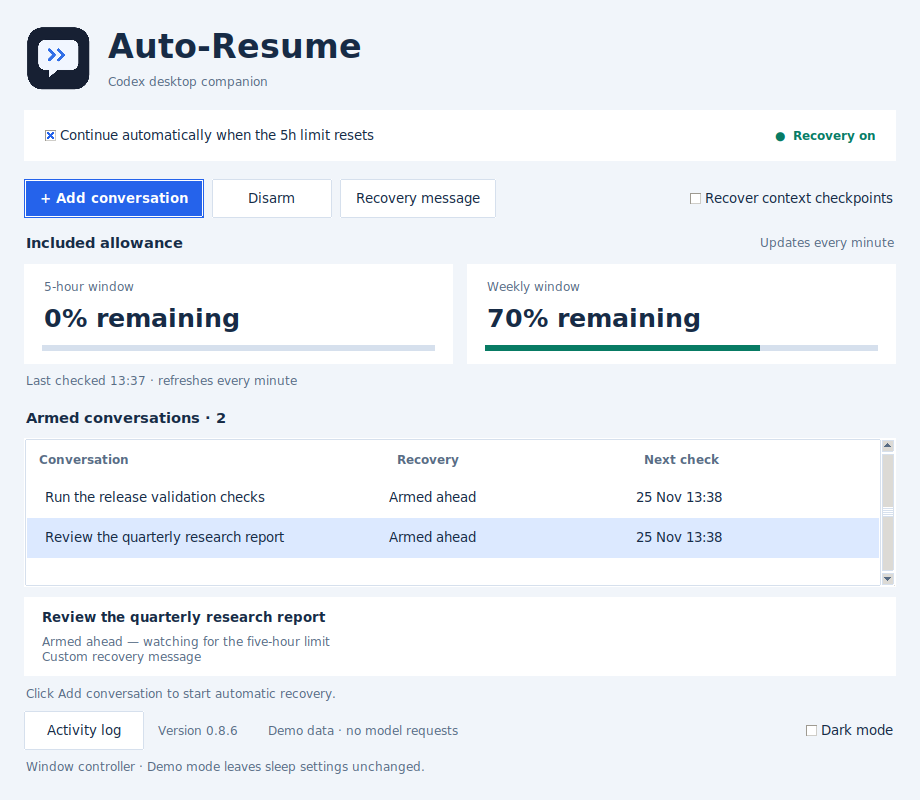 Auto-Resume
Codex desktop companion
Continue automatically when the 5h limit resets
● Recovery on
+ Add conversation
Disarm
Recovery message
Recover context checkpoints
Included allowance
Updates every minute
5-hour window
0% remaining
Weekly window
70% remaining
Last checked 13:37 · refreshes every minute
Armed conversations · 2
Conversation Recovery Next check
Run the release validation checks Armed ahead 25 Nov 13:38
Review the quarterly research report Armed ahead 25 Nov 13:38
Review the quarterly research report
Armed ahead — watching for the five-hour limit
Custom recovery message
Click Add conversation to start automatic recovery.
Activity log
Version 0.8.6
Demo data · no model requests
Dark mode
Window controller · Demo mode leaves sleep settings unchanged.